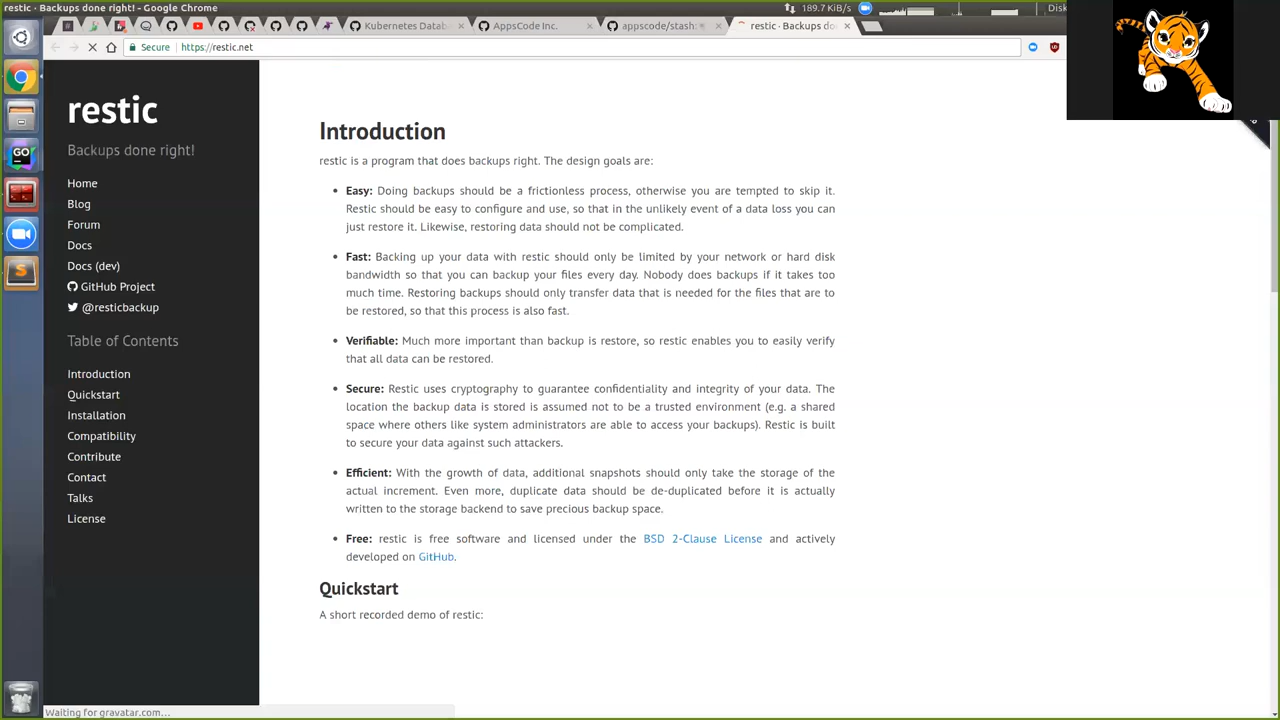 restic · Backups done right! - Google Chrome
189.7 KiB/s
Disk
Kubernetes Datab
AppsCode Inc.
appscode/stash:
restic · Backups do
Secure
https://restic.net
restic
Backups done right!
Home
Blog
Forum
Docs
Docs (dev)
GitHub Project
@resticbackup
Table of Contents
Introduction
Quickstart
Installation
Compatibility
Contribute
Contact
Talks
License
Introduction
restic is a program that does backups right. The design goals are:
• Easy: Doing backups should be a frictionless process, otherwise you are tempted to skip it.
Restic should be easy to configure and use, so that in the unlikely event of a data loss you can
just restore it. Likewise, restoring data should not be complicated.
• Fast: Backing up your data with restic should only be limited by your network or hard disk
bandwidth so that you can backup your files every day. Nobody does backups if it takes too
much time. Restoring backups should only transfer data that is needed for the files that are to
be restored, so that this process is also fast.
• Verifiable: Much more important than backup is restore, so restic enables you to easily verify
that all data can be restored.
• Secure: Restic uses cryptography to guarantee confidentiality and integrity of your data. The
location the backup data is stored is assumed not to be a trusted environment (e.g. a shared
space where others like system administrators are able to access your backups). Restic is built
to secure your data against such attackers.
• Efficient: With the growth of data, additional snapshots should only take the storage of the
actual increment. Even more, duplicate data should be de-duplicated before it is actually
written to the storage backend to save precious backup space.
• Free: restic is free software and licensed under the BSD 2-Clause License and actively
developed on GitHub.
Quickstart
A short recorded demo of restic:
Waiting for gravatar.com...